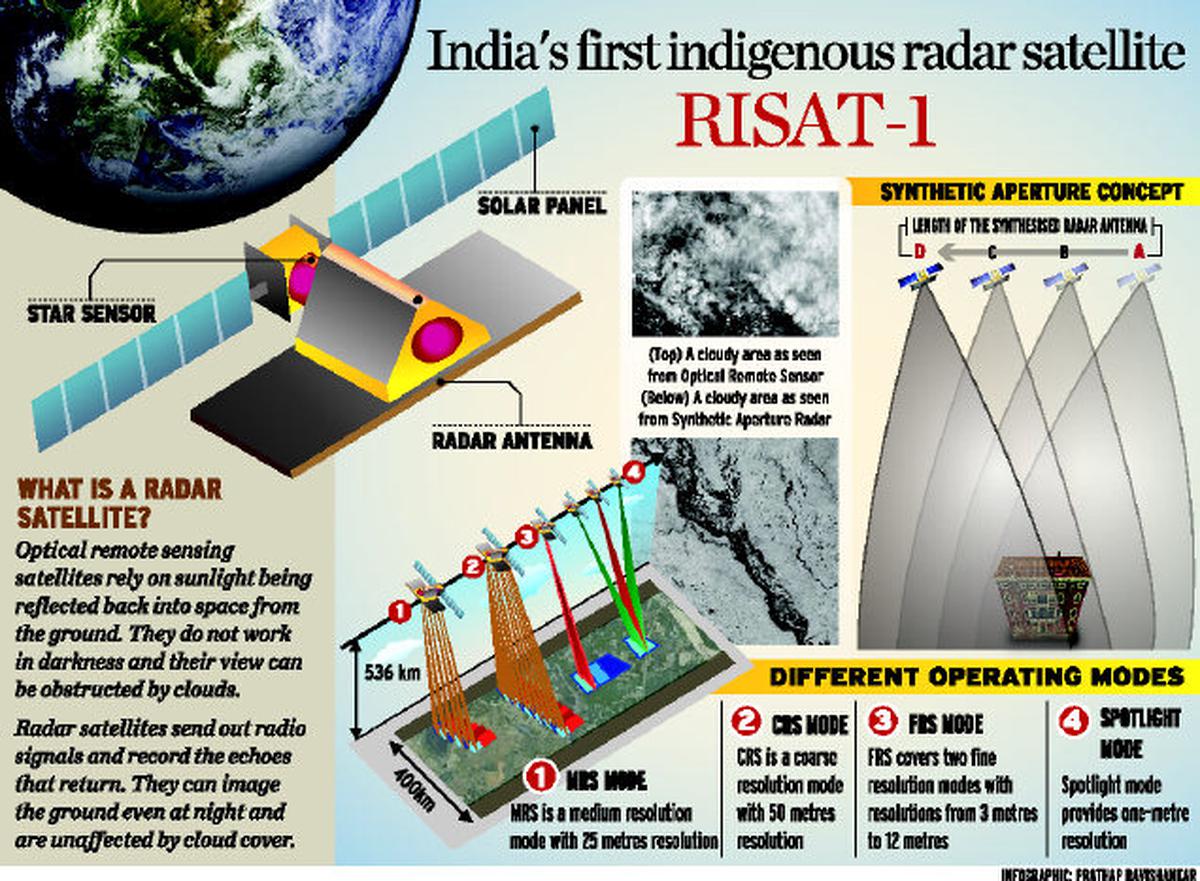 India's first indigenous radar satellite
RISAT-1
SOLAR PANEL
STAR SENSOR
RADAR ANTENNA
(Top) A cloudy area as seen
from Optical Remote Sensor
(Below) A cloudy area as seen
from Synthetic Aperture Radar
SYNTHETIC APERTURE CONCEPT
LENGTH OF THE SYNTHESISED RADAR ANTENNA
D C B A
WHAT IS A RADAR
SATELLITE?
Optical remote sensing
satellites rely on sunlight being
reflected back into space from
the ground. They do not work
in darkness and their view can
be obstructed by clouds.
Radar satellites send out radio
signals and record the echoes
that return. They can image
the ground even at night and
are unaffected by cloud cover.
1
2
3
4
536 km
400km
DIFFERENT OPERATING MODES
1 MRS MODE
MRS is a medium resolution
mode with 25 metres resolution
2 CRS MODE
CRS is a coarse
resolution mode
with 50 metres
resolution
3 FRS MODE
FRS covers two fine
resolution modes with
resolutions from 3 metres
to 12 metres
4 SPOTLIGHT
MODE
Spotlight mode
provides one-metre
resolution
INFOGRAPHIC: PRATHAP RAVISHANKAR